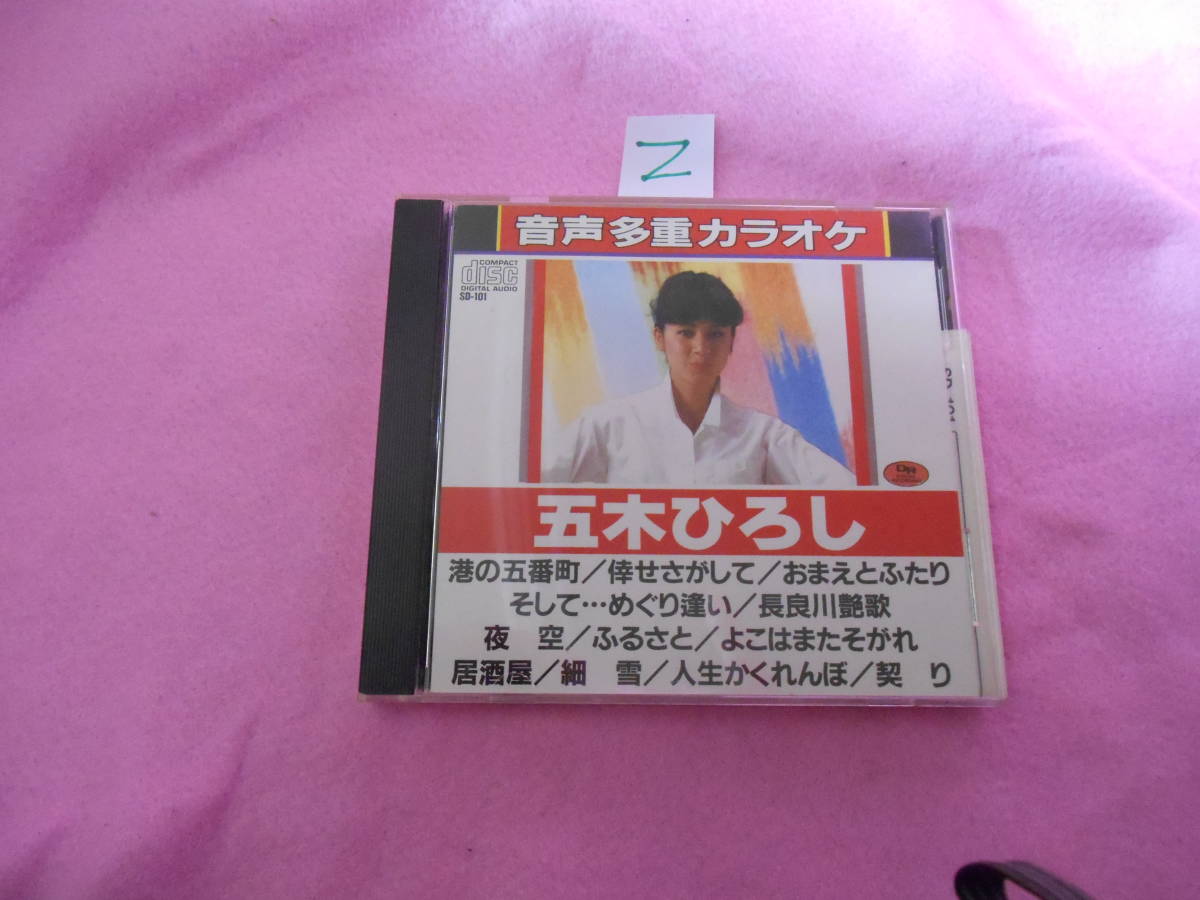 Z
音声多重カラオケ
COMPACT
disc
DIGITAL AUDIO
SD-101
DR
五木ひろし
港の五番町／倖せさがして／おまえとふたり
そして…めぐり逢い／長良川艶歌
夜　空／ふるさと／よこはまたそがれ
居酒屋／細　雪／人生かくれんぼ／契　り